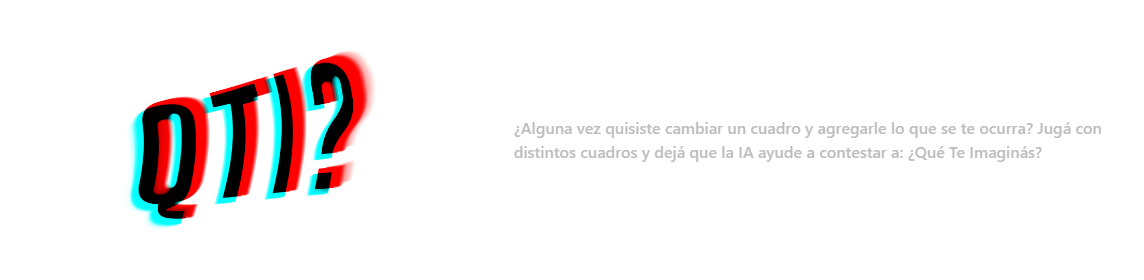 QTI?
¿Alguna vez quisiste cambiar un cuadro y agregarle lo que se te ocurra? Jugá con
distintos cuadros y dejá que la IA ayude a contestar a: ¿Qué Te Imaginás?